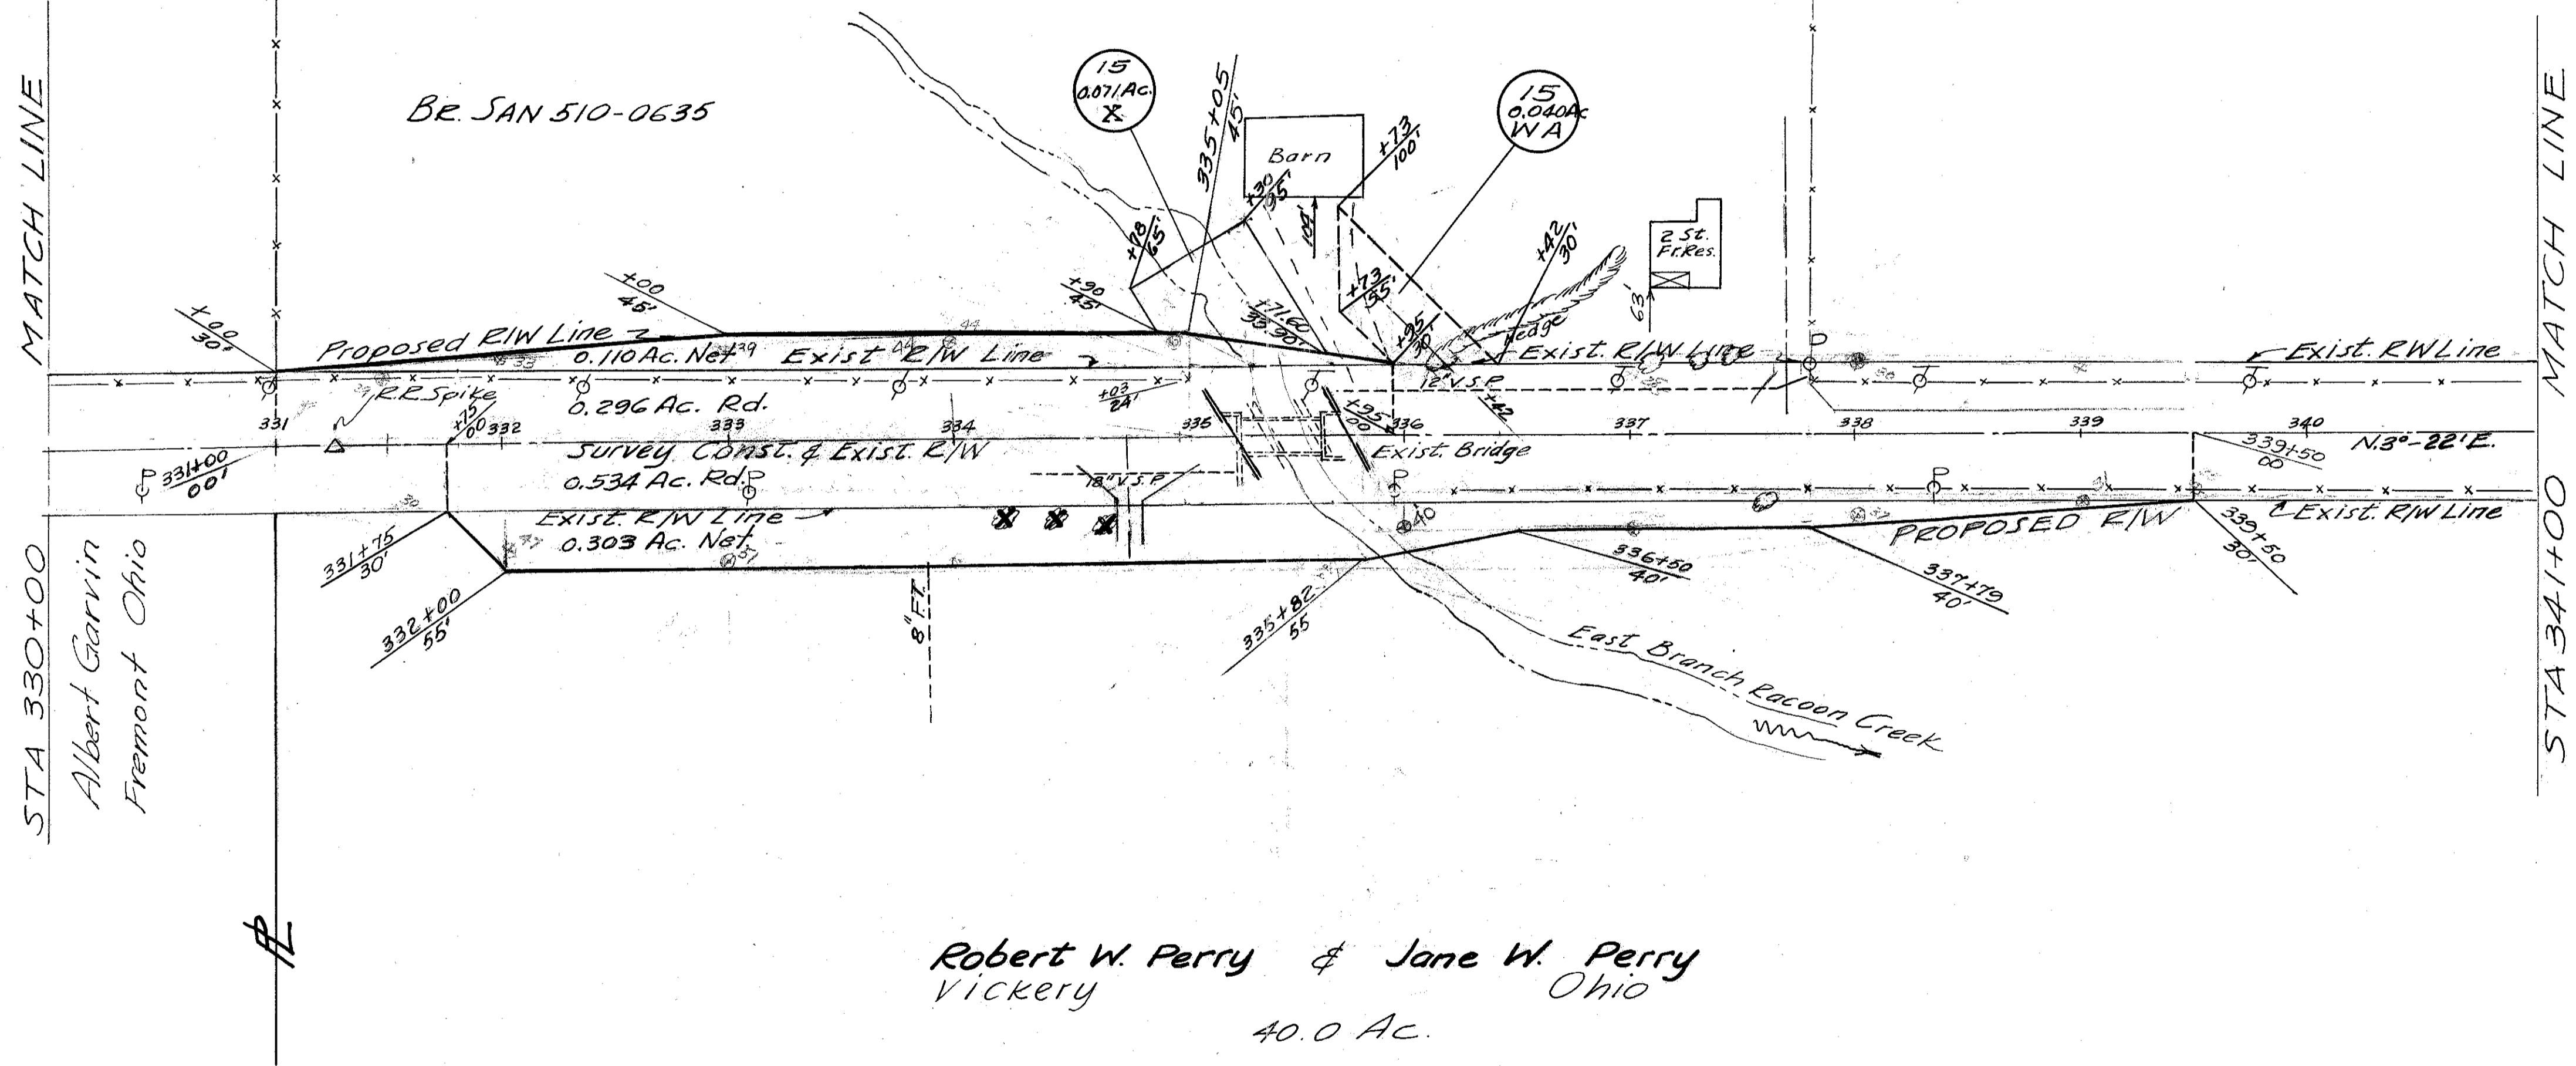 MATCH LINE
STA 330+00
Albert Garvin
Fremont Ohio
BR. SAN 510-0635
15
0.071 Ac.
X
335+05
45'
Barn
+30
95'
+73
100'
15
0.040Ac
WA
+78
65'
104'
+73
55'
+42
30'
2 St.
Fr.Res.
63'
Hedge
+00
30'
+00
45'
+90
45'
+71.60
35.90'
+95
30'
Proposed R/W Line
0.110 Ac. Net
Exist R/W Line
Exist. R/W Line
P
Exist. RW Line
R.R. Spike
+75
00
0.296 Ac. Rd.
+03
24'
12" V.S.P.
+42
+95
00
331
332
333
334
335
336
337
338
339
340
Survey Const. & Exist. R/W
Exist. Bridge
339+50
00
N.3°-22'E.
P
331+00
00'
0.534 Ac. Rd.
P
18" V.S.P
P
P
Exist. R/W Line
0.303 Ac. Net.
40
PROPOSED R/W
Exist. R/W Line
331+75
30'
332+00
55'
8" F.T.
335+82
55
336+50
40'
337+79
40'
339+50
30'
East Branch Racoon Creek
PL
Robert W. Perry & Jane W. Perry
Vickery Ohio
40.0 Ac.
MATCH LINE
STA 341+00